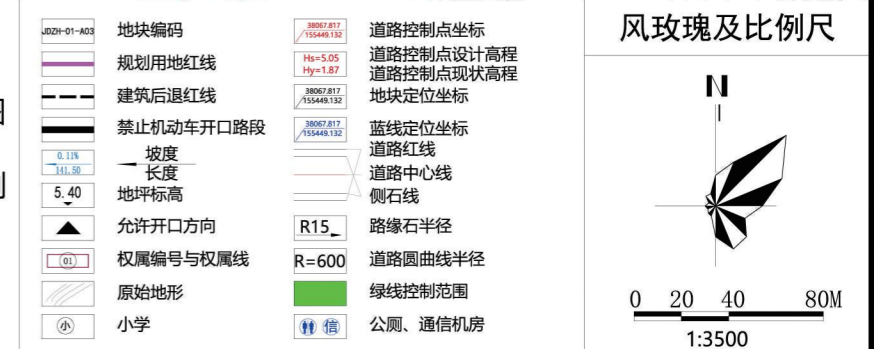 JDZH-01-A03 地块编码
规划用地红线
建筑后退红线
禁止机动车开口路段
0.11% 坡度
141.50 长度
5.40 地坪标高
允许开口方向
01 权属编号与权属线
原始地形
小 小学
38067.817
155449.132
道路控制点坐标
Hs=5.05 道路控制点设计高程
Hy=1.87 道路控制点现状高程
38067.817
155449.132
地块定位坐标
38067.817
155449.132
蓝线定位坐标
道路红线
道路中心线
侧石线
R15 路缘石半径
R=600 道路圆曲线半径
绿线控制范围
信 公厕、通信机房
风玫瑰及比例尺
N
0 20 40 80M
1:3500